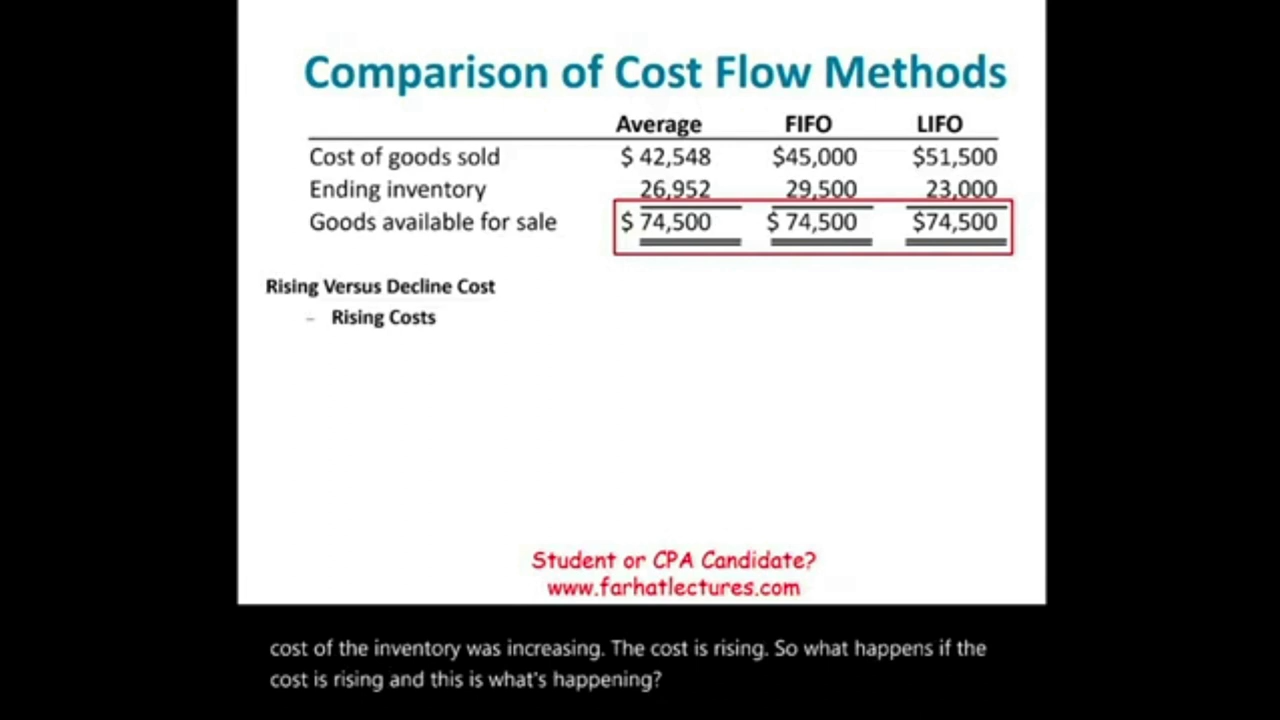 Comparison of Cost Flow Methods
Average FIFO LIFO
Cost of goods sold $ 42,548 $45,000 $51,500
Ending inventory 26,952 29,500 23,000
Goods available for sale $ 74,500 $ 74,500 $74,500
Rising Versus Decline Cost
– Rising Costs
Student or CPA Candidate?
www.farhatlectures.com
cost of the inventory was increasing. The cost is rising. So what happens if the
cost is rising and this is what's happening?